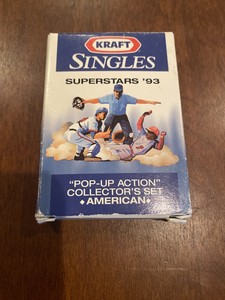 KRAFT
SINGLES
SUPERSTARS '93
"POP-UP ACTION"
COLLECTOR'S SET
♦AMERICAN♦